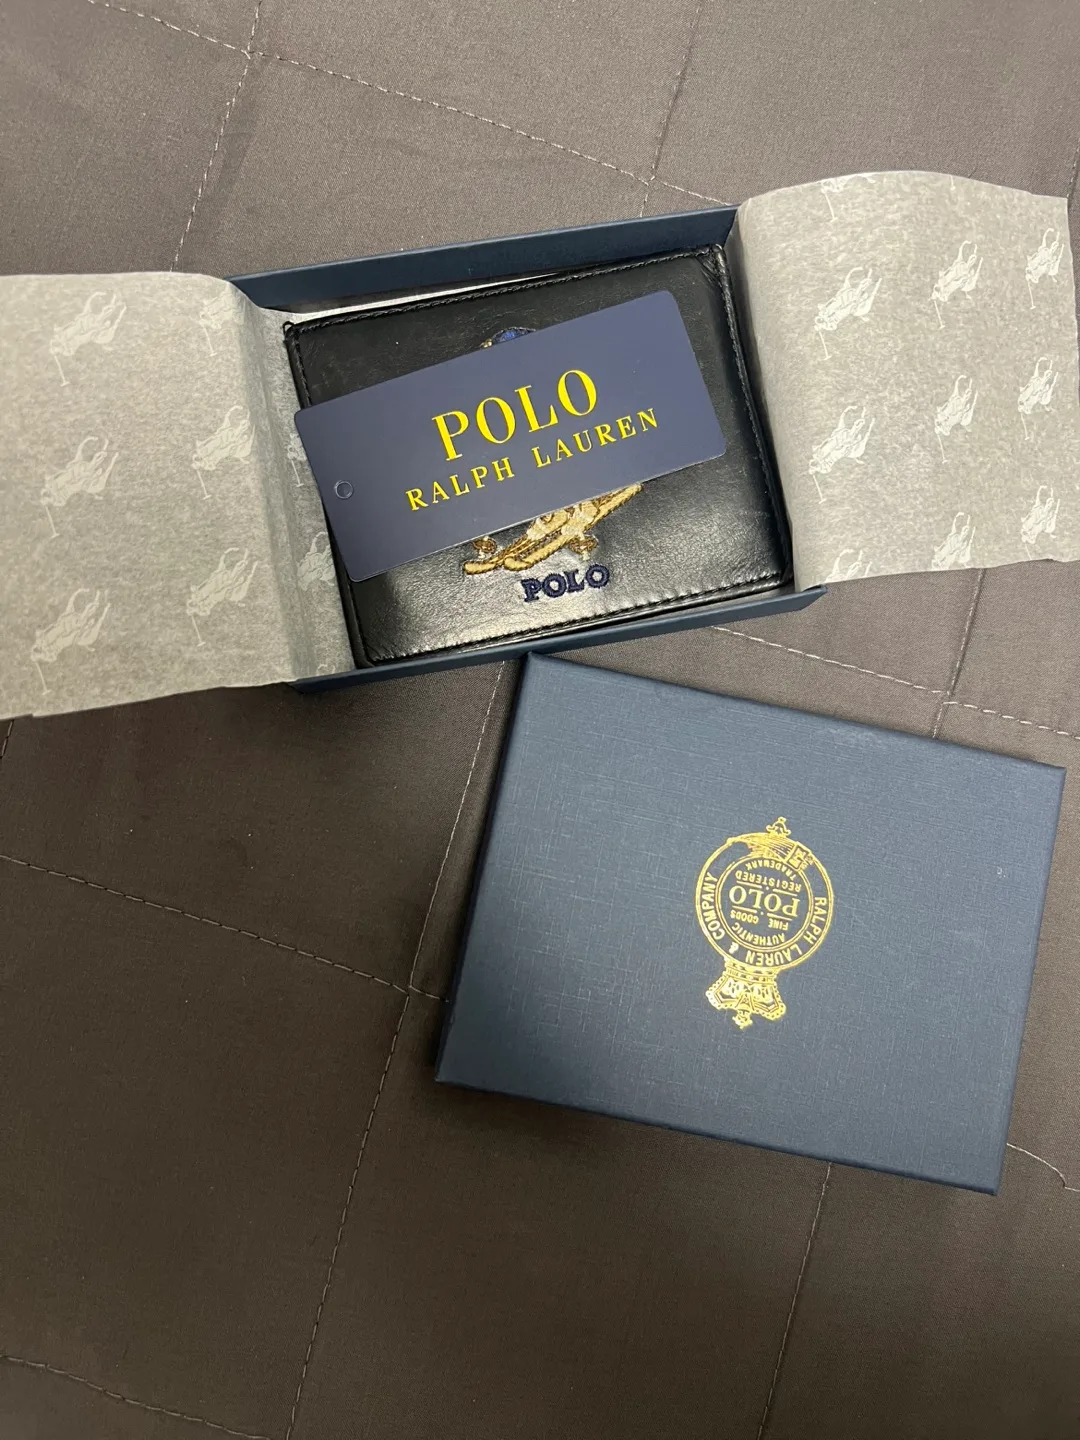 POLO
RALPH LAUREN
POLO
RALPH LAUREN & COMPANY
AUTHENTIC
FINE GOODS
POLO
REGISTERED
TRADEMARK